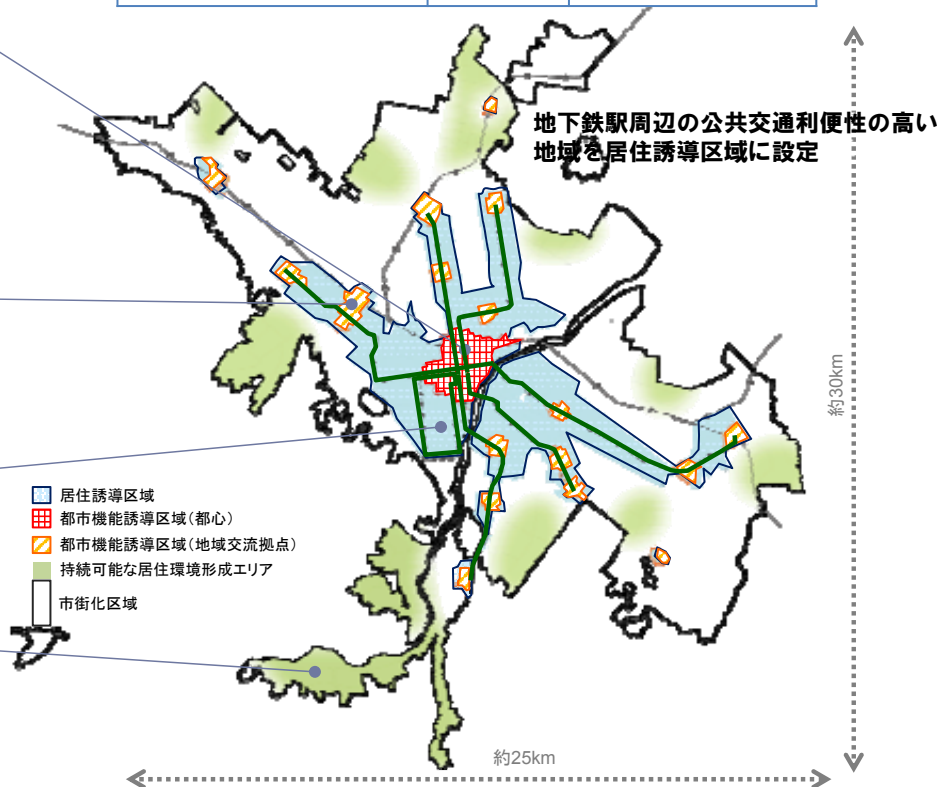 地下鉄駅周辺の公共交通利便性の高い
地域を居住誘導区域に設定
約30km
居住誘導区域
都市機能誘導区域(都心)
都市機能誘導区域(地域交流拠点)
持続可能な居住環境形成エリア
市街化区域
約25km